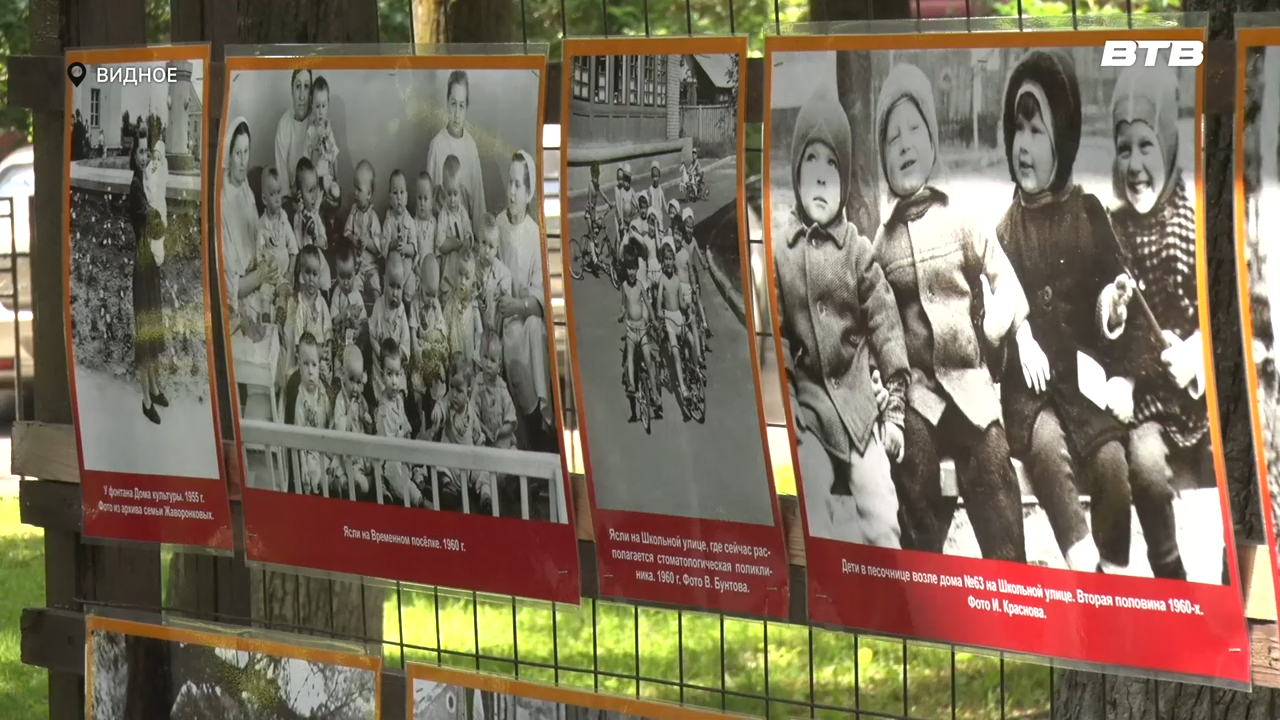 ВИДНОЕ
ВТВ
У фонтана Дома культуры. 1955 г.
Фото из архива семьи Жаворонковых.
Ясли на Временном посёлке. 1960 г.
Ясли на Школьной улице, где сейчас рас-
полагается стоматологическая поликли-
ника. 1960 г. Фото В. Бунтова.
Дети в песочнице возле дома №63 на Школьной улице. Вторая половина 1960-х.
Фото И. Краснова.